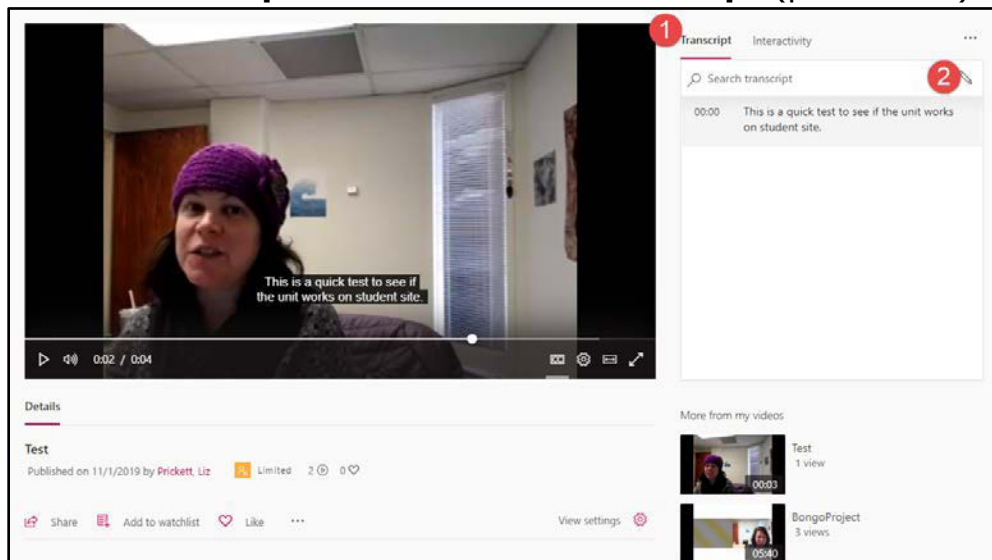 1
Transcript Interactivity ...
Search transcript
2
00:00 This is a quick test to see if the unit works
on student site.
This is a quick test to see if
the unit works on student site.
0:02 / 0:04
CC
Details
Test
Published on 11/1/2019 by Prickett, Liz Limited 2 0
Share Add to watchlist Like ... View settings
More from my videos
Test
1 view
00:03
BongoProject
3 views
05:40